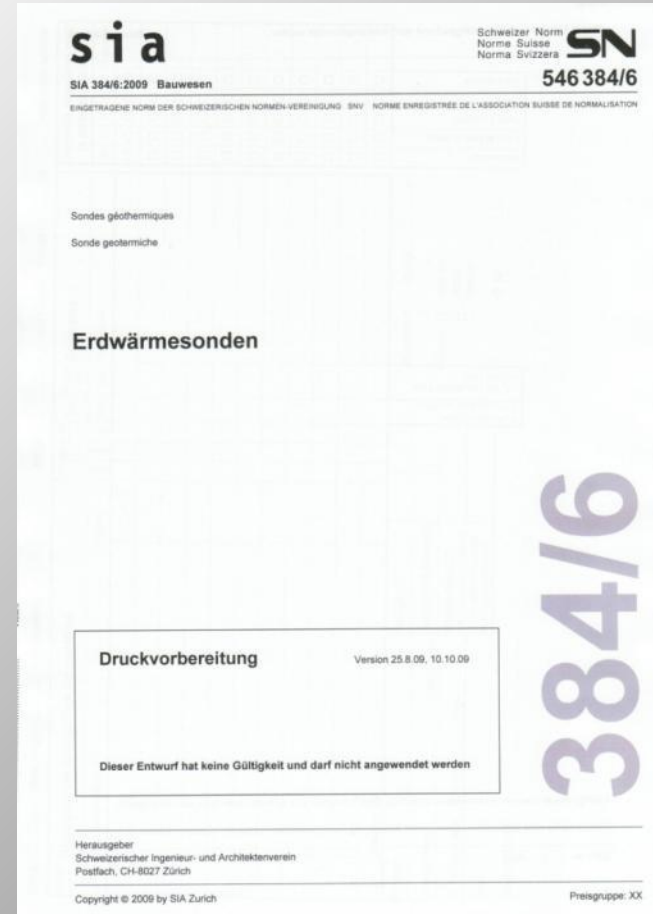 sia
Schweizer Norm
Norme Suisse
Norma Svizzera
SN
SIA 384/6:2009 Bauwesen
546 384/6
EINGETRAGENE NORM DER SCHWEIZERISCHEN NORMEN-VEREINIGUNG SNV NORME ENREGISTRÉE DE L'ASSOCIATION SUISSE DE NORMALISATION
Sondes géothermiques
Sonde geotermiche
Erdwärmesonden
384/6
Druckvorbereitung
Version 25.8.09, 10.10.09
Dieser Entwurf hat keine Gültigkeit und darf nicht angewendet werden
Herausgeber
Schweizerischer Ingenieur- und Architektenverein
Postfach, CH-8027 Zürich
Copyright © 2009 by SIA Zurich
Preisgruppe: XX